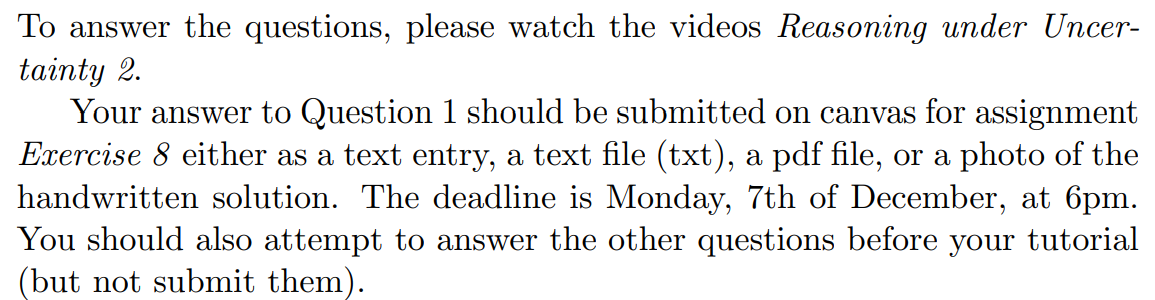 To answer the questions, please watch the videos Reasoning under Uncer-
tainty 2.
Your answer to Question 1 should be submitted on canvas for assignment
Exercise 8 either as a text entry, a text file (txt), a pdf file, or a photo of the
handwritten solution. The deadline is Monday, 7th of December, at 6pm.
You should also attempt to answer the other questions before your tutorial
(but not submit them).